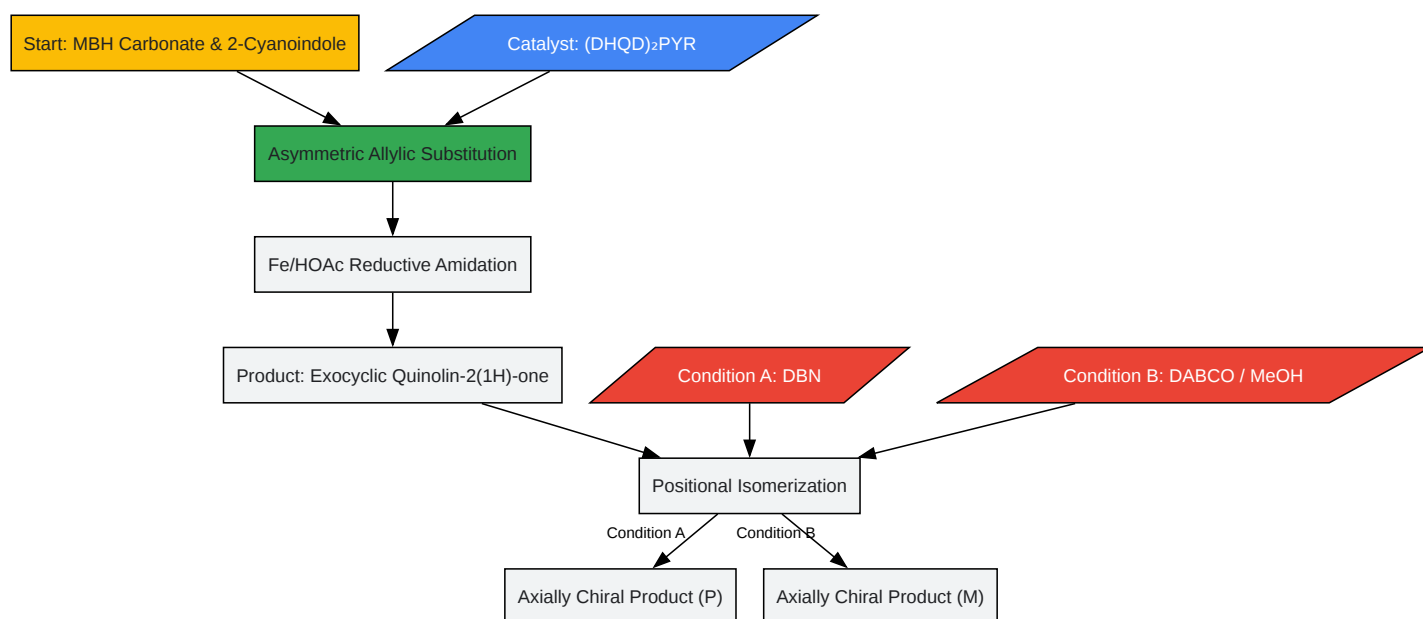 Start: MBH Carbonate & 2-Cyanoindole
Catalyst: (DHQD)₂PYR
Asymmetric Allylic Substitution
Fe/HOAc Reductive Amidation
Product: Exocyclic Quinolin-2(1H)-one
Condition A: DBN
Condition B: DABCO / MeOH
Positional Isomerization
Condition A
Condition B
Axially Chiral Product (P)
Axially Chiral Product (M)